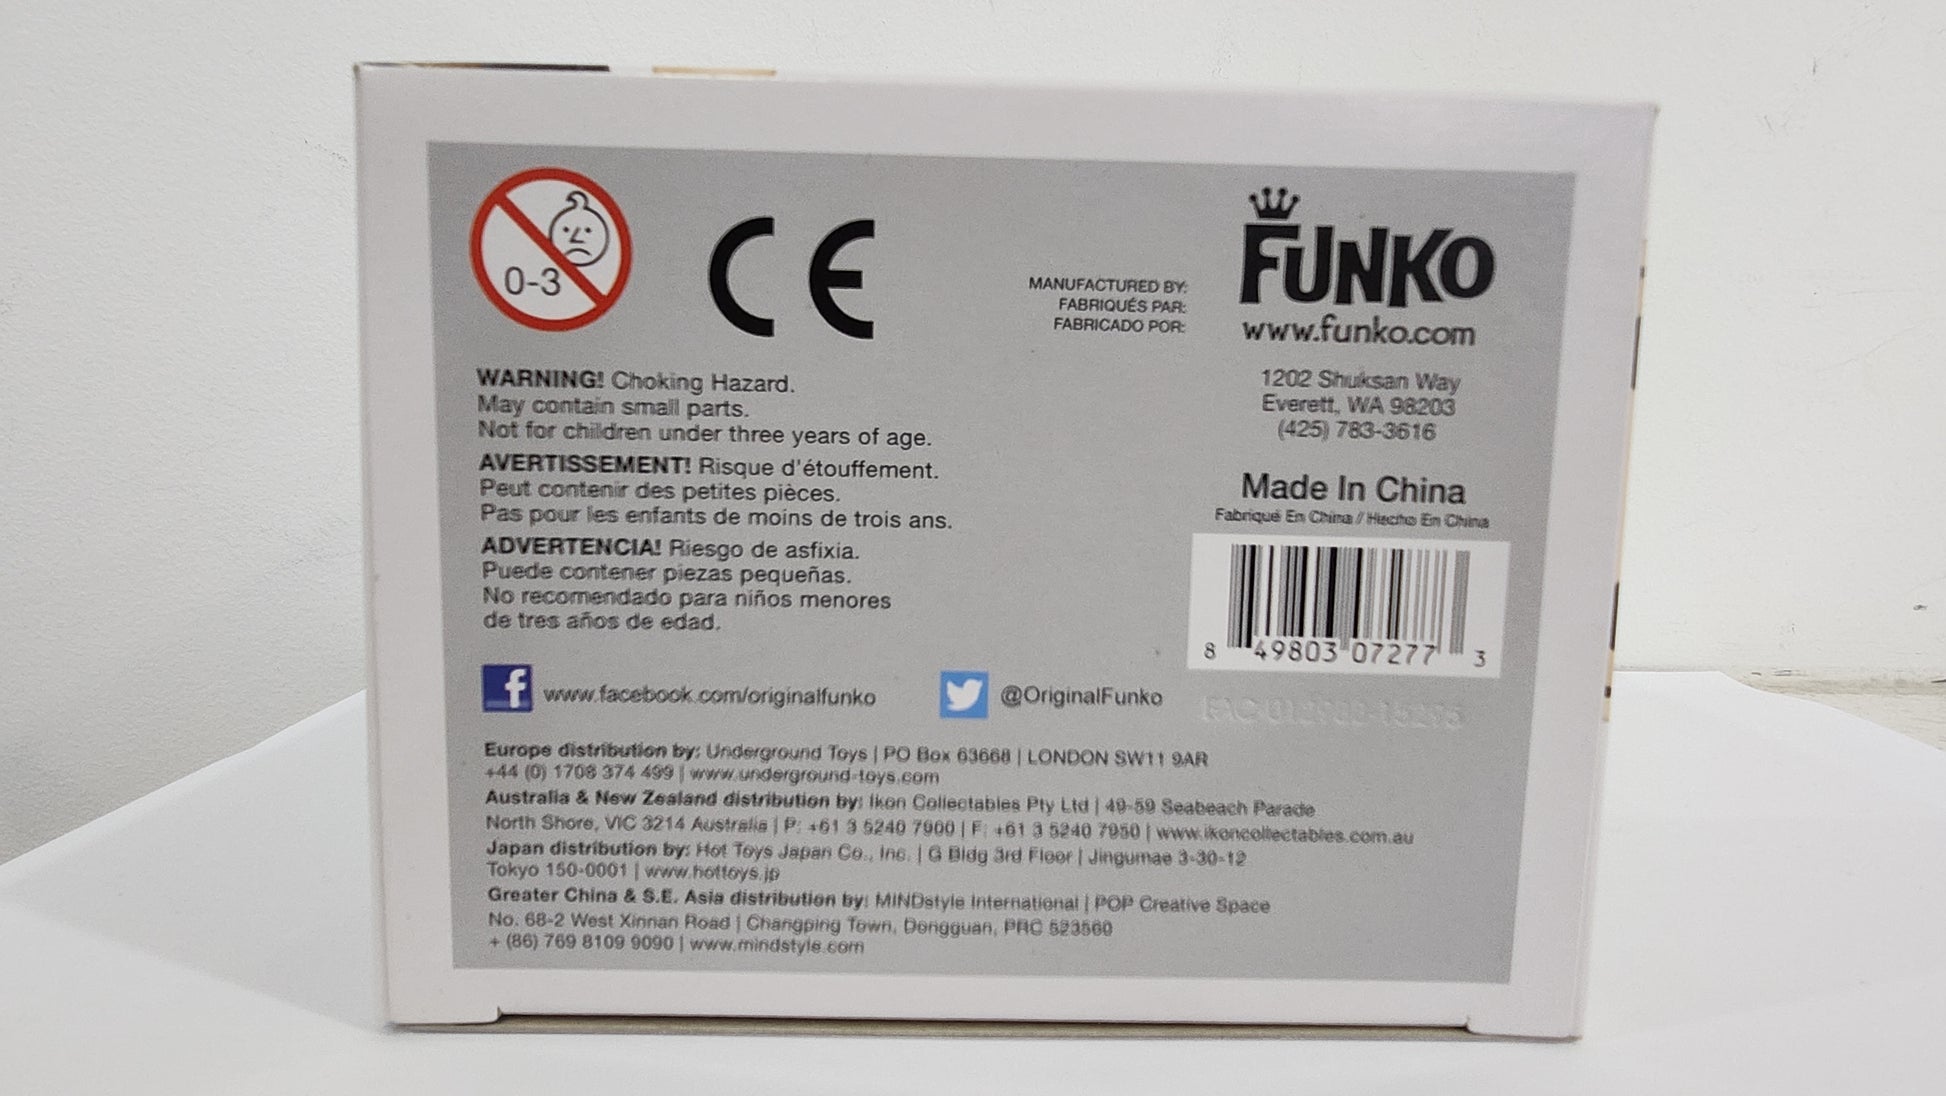 0-3
CE
MANUFACTURED BY:
FABRIQUÉS PAR:
FABRICADO POR:
FUNKO
www.funko.com
1202 Shuksan Way
Everett, WA 98203
(425) 783-3616
Made In China
Fabriqué En China // Hecho En China
8 49803 07277 3
WARNING! Choking Hazard.
May contain small parts.
Not for children under three years of age.
AVERTISSEMENT! Risque d'étouffement.
Peut contenir des petites pièces.
Pas pour les enfants de moins de trois ans.
ADVERTENCIA! Riesgo de asfixia.
Puede contener piezas pequeñas.
No recomendado para niños menores
de tres años de edad.
f www.facebook.com/originalfunko
@OriginalFunko
Europe distribution by: Underground Toys | PO Box 63668 | LONDON SW11 9AR
+44 (0) 1708 374 499 | www.underground-toys.com
Australia & New Zealand distribution by: Ikon Collectables Pty Ltd | 49-59 Seabeach Parade
North Shore, VIC 3214 Australia | P: +61 3 5240 7900 | F: +61 3 5240 7950 | www.ikoncollectables.com.au
Japan distribution by: Hot Toys Japan Co., Inc. | G Bldg 3rd Floor | Jingumae 3-30-12
Tokyo 150-0001 | www.hottoys.jp
Greater China & S.E. Asia distribution by: MINDstyle International | POP Creative Space
No. 68-2 West Xinnan Road | Changping Town, Dongguan, PRC 523560
+ (86) 769 8109 9090 | www.mindstyle.com